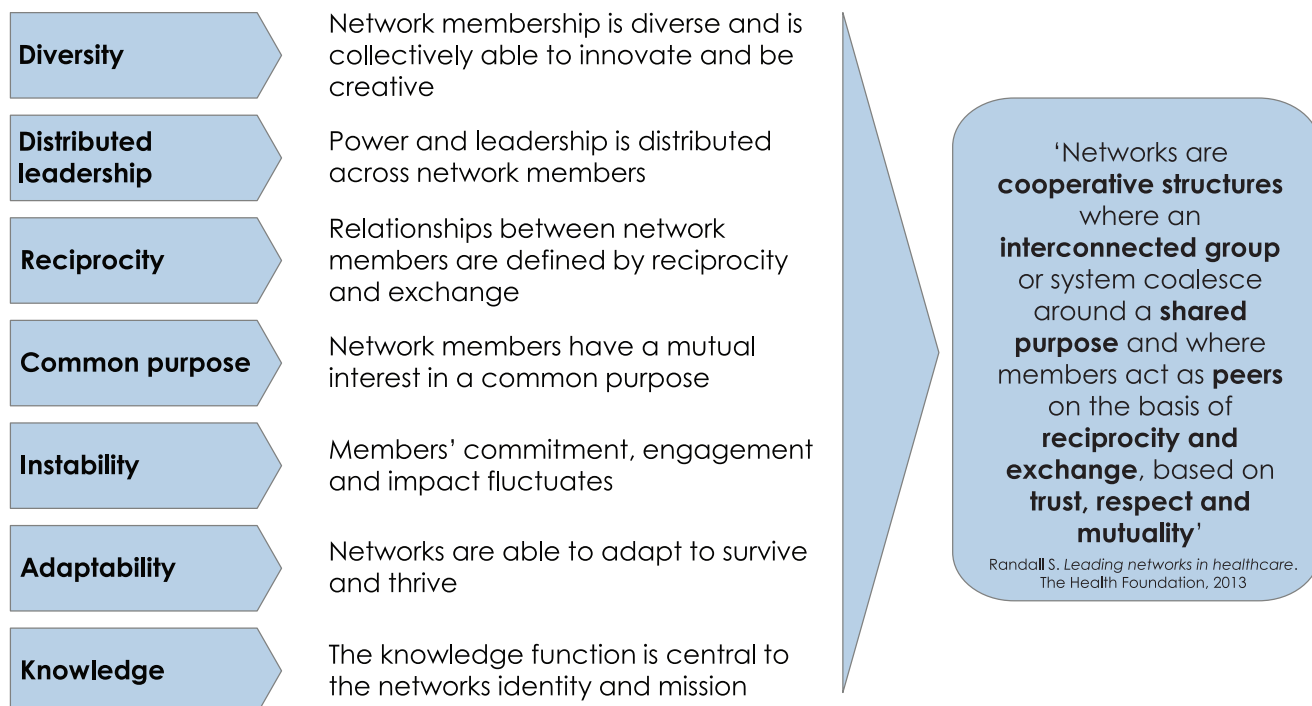 Diversity
Network membership is diverse and is
collectively able to innovate and be
creative
Distributed
leadership
Power and leadership is distributed
across network members
Reciprocity
Relationships between network
members are defined by reciprocity
and exchange
Common purpose
Network members have a mutual
interest in a common purpose
Instability
Members’ commitment, engagement
and impact fluctuates
Adaptability
Networks are able to adapt to survive
and thrive
Knowledge
The knowledge function is central to
the networks identity and mission
‘Networks are
cooperative structures
where an
interconnected group
or system coalesce
around a shared
purpose and where
members act as peers
on the basis of
reciprocity and
exchange, based on
trust, respect and
mutuality’
Randall S. Leading networks in healthcare.
The Health Foundation, 2013